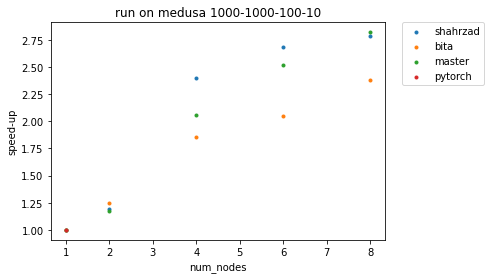 run on medusa 1000-1000-100-10
shahrzad
bita
master
pytorch
2.75
2.50
2.25
2.00
1.75
1.50
1.25
1.00
speed-up
1 2 3 4 5 6 7 8
num_nodes